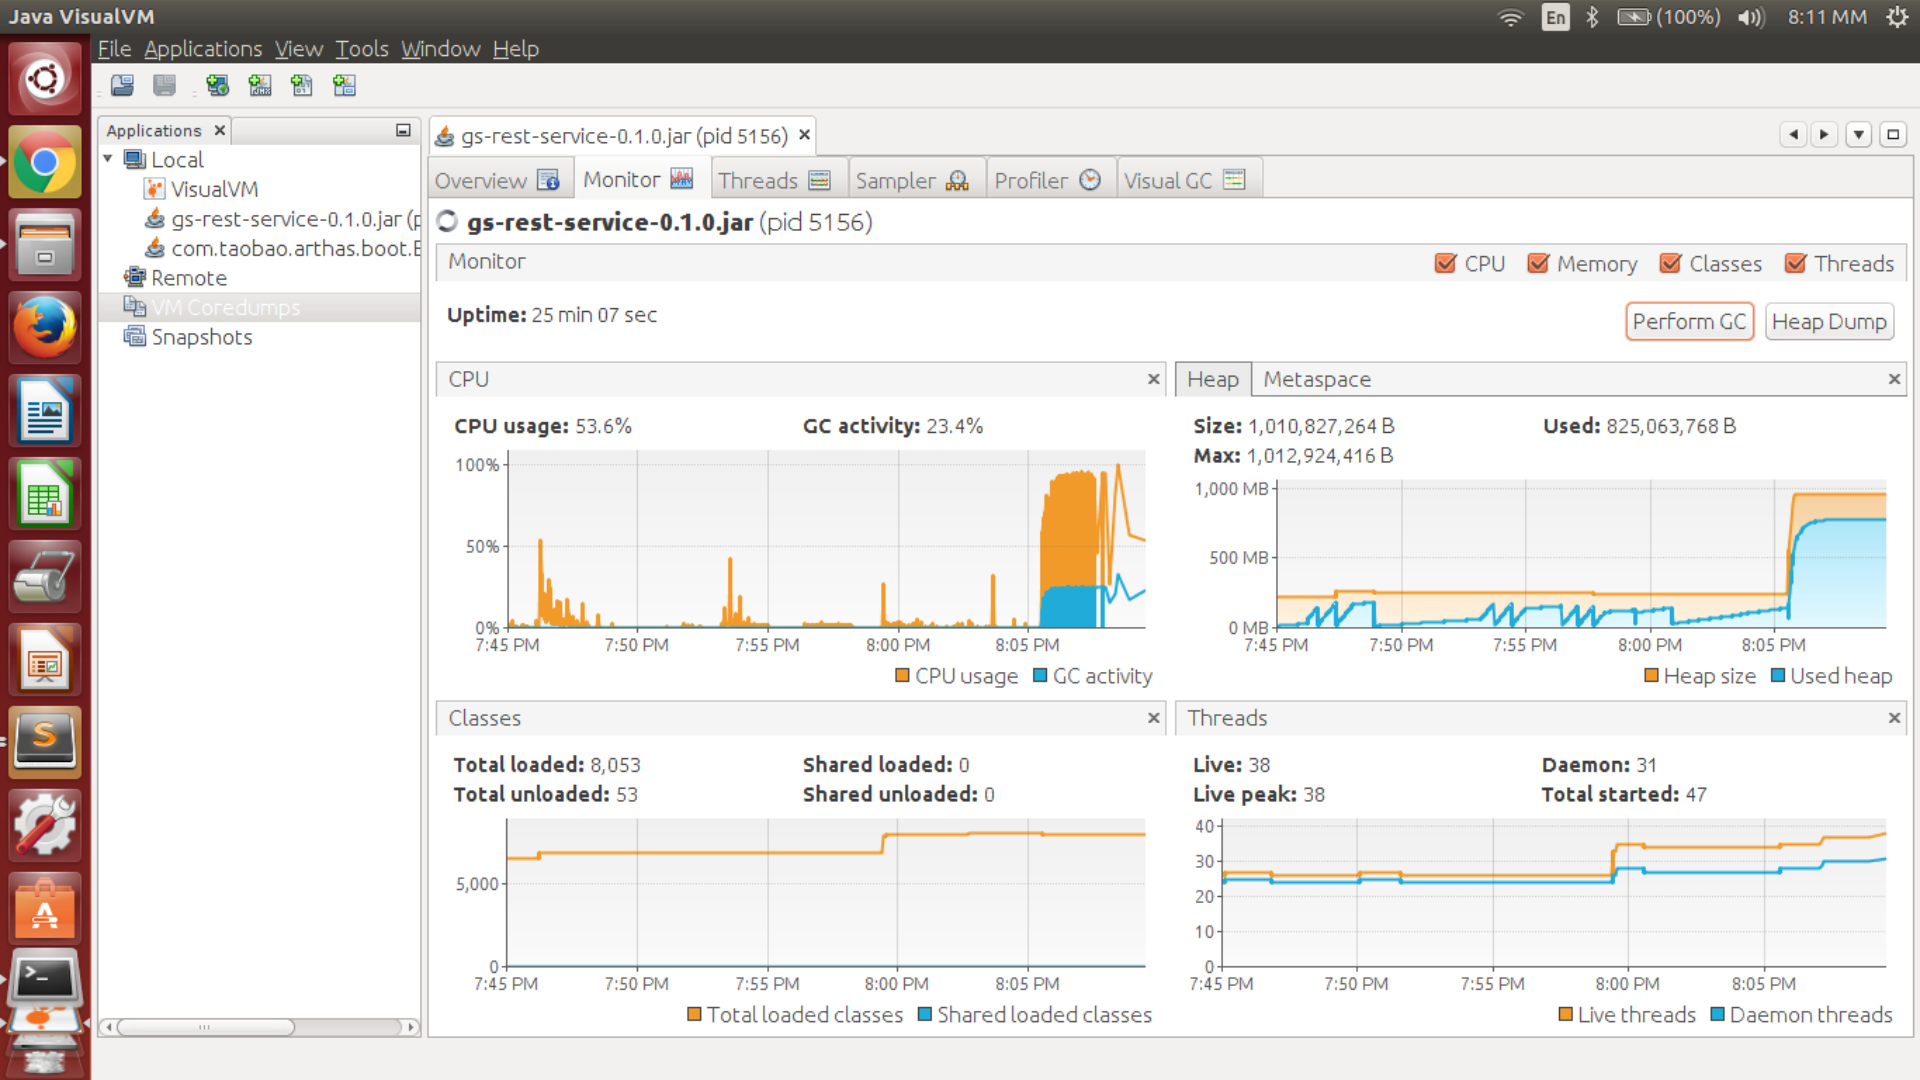 Java VisualVM
En
(100%)
8:11 MM
File Applications View Tools Window Help
Applications
Local
VisualVM
gs-rest-service-0.1.0.jar (p
com.taobao.arthas.boot.B
Remote
VM Coredumps
Snapshots
gs-rest-service-0.1.0.jar (pid 5156)
Overview Monitor Threads Sampler Profiler Visual GC
gs-rest-service-0.1.0.jar (pid 5156)
Monitor
CPU Memory Classes Threads
Uptime: 25 min 07 sec
Perform GC Heap Dump
CPU
CPU usage: 53.6% GC activity: 23.4%
100%
50%
0%
7:45 PM 7:50 PM 7:55 PM 8:00 PM 8:05 PM
CPU usage GC activity
Heap Metaspace
Size: 1,010,827,264 B Used: 825,063,768 B
Max: 1,012,924,416 B
1,000 MB
500 MB
0 MB
7:45 PM 7:50 PM 7:55 PM 8:00 PM 8:05 PM
Heap size Used heap
Classes
Total loaded: 8,053 Shared loaded: 0
Total unloaded: 53 Shared unloaded: 0
5,000
0
7:45 PM 7:50 PM 7:55 PM 8:00 PM 8:05 PM
Total loaded classes Shared loaded classes
Threads
Live: 38 Daemon: 31
Live peak: 38 Total started: 47
40
30
20
10
0
7:45 PM 7:50 PM 7:55 PM 8:00 PM 8:05 PM
Live threads Daemon threads